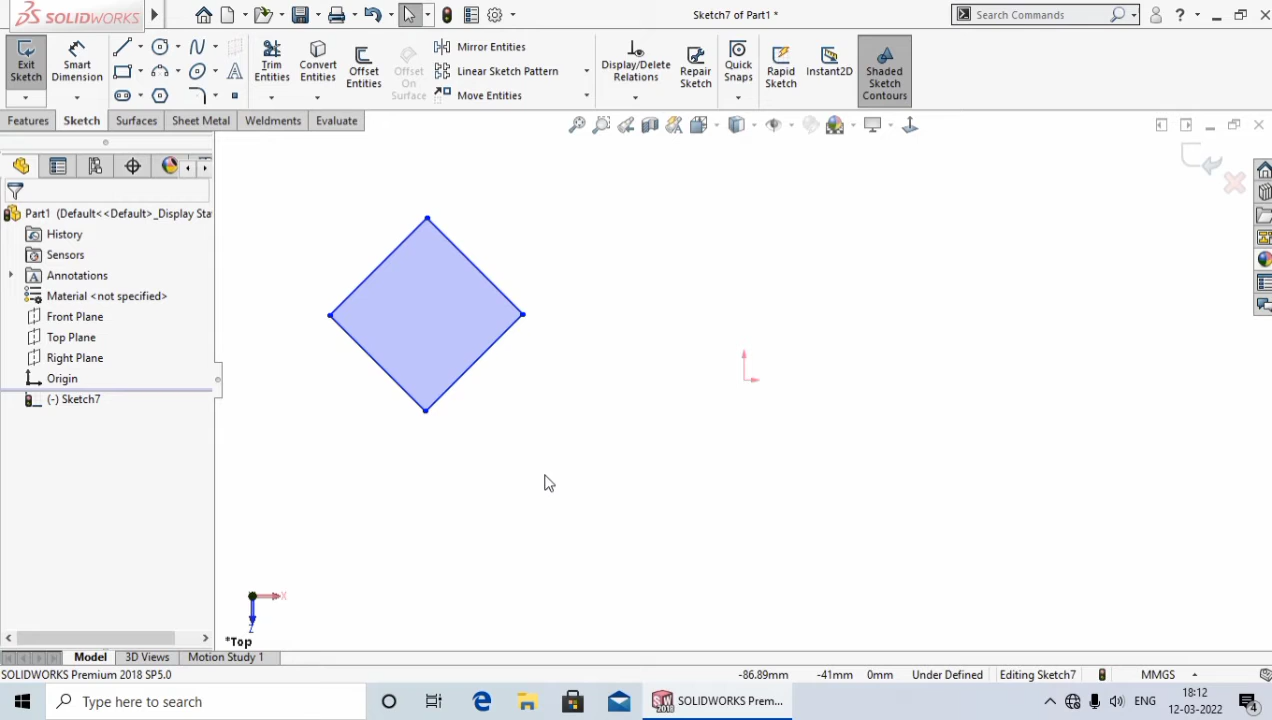 SOLIDWORKS
Sketch7 of Part1 *
Search Commands
?
Exit Sketch
Smart Dimension
Trim Entities
Convert Entities
Offset Entities
Offset On Surface
Mirror Entities
Linear Sketch Pattern
Move Entities
Display/Delete Relations
Repair Sketch
Quick Snaps
Rapid Sketch
Instant2D
Shaded Sketch Contours
Features
Sketch
Surfaces
Sheet Metal
Weldments
Evaluate
Part1 (Default<<Default>_Display Sta
History
Sensors
Annotations
Material <not specified>
Front Plane
Top Plane
Right Plane
Origin
(-) Sketch7
X
Z
*Top
Model
3D Views
Motion Study 1
SOLIDWORKS Premium 2018 SP5.0
-86.89mm
-41mm
0mm
Under Defined
Editing Sketch7
MMGS
Type here to search
SOLIDWORKS Prem...
ENG
18:12
12-03-2022
4